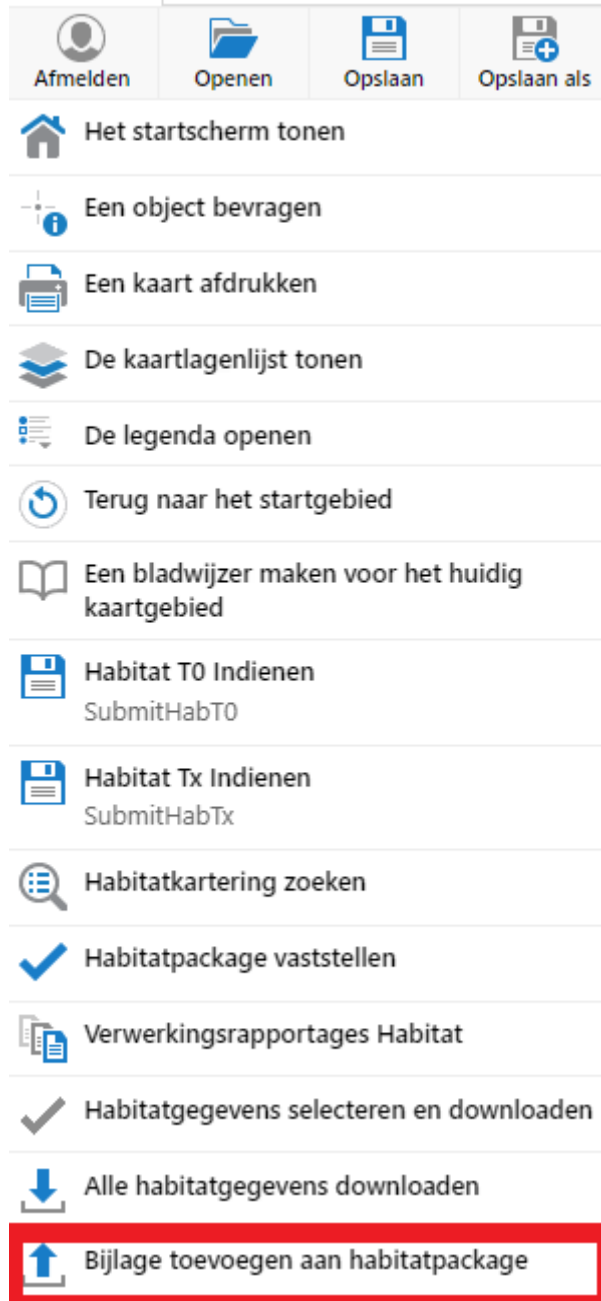 Afmelden Openen Opslaan Opslaan als
Het startscherm tonen
Een object bevragen
Een kaart afdrukken
De kaartlagenlijst tonen
De legenda openen
Terug naar het startgebied
Een bladwijzer maken voor het huidig
kaartgebied
Habitat T0 Indienen
SubmitHabT0
Habitat Tx Indienen
SubmitHabTx
Habitatkartering zoeken
Habitatpackage vaststellen
Verwerkingsrapportages Habitat
Habitatgegevens selecteren en downloaden
Alle habitatgegevens downloaden
Bijlage toevoegen aan habitatpackage